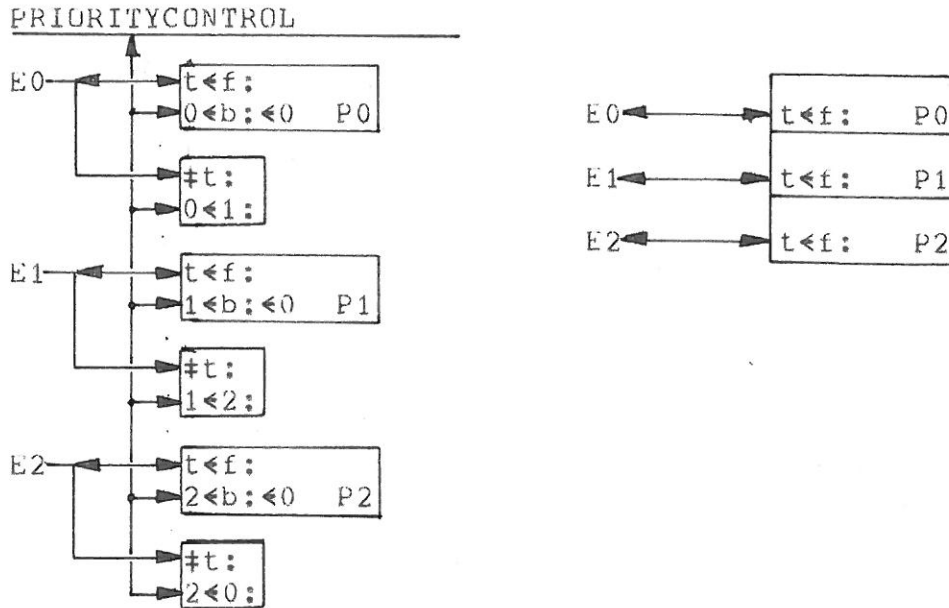 PRIORITYCONTROL
E0
t<f:
0<b:<0 P0
‡t:
0<1:
E1
t<f:
1<b:<0 P1
‡t:
1<2:
E2
t<f:
2<b:<0 P2
‡t:
2<0:
E0
t<f: P0
E1
t<f: P1
E2
t<f: P2